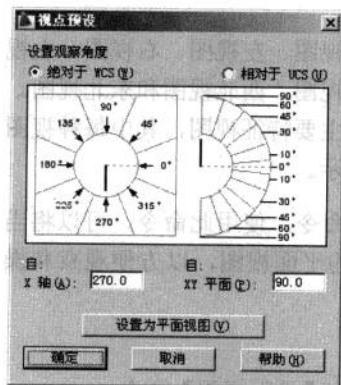 视点预设
设置观察角度
绝对于 WCS(W)
相对于 UCS(U)
90°
135°
45°
180°
0°
225°
315°
270°
90°
60°
45°
30°
10°
0°
10°
30°
45°
60°
90°
自:
X 轴(A): 270.0
自:
XY 平面(P): 90.0
设置为平面视图(V)
确定
取消
帮助(H)